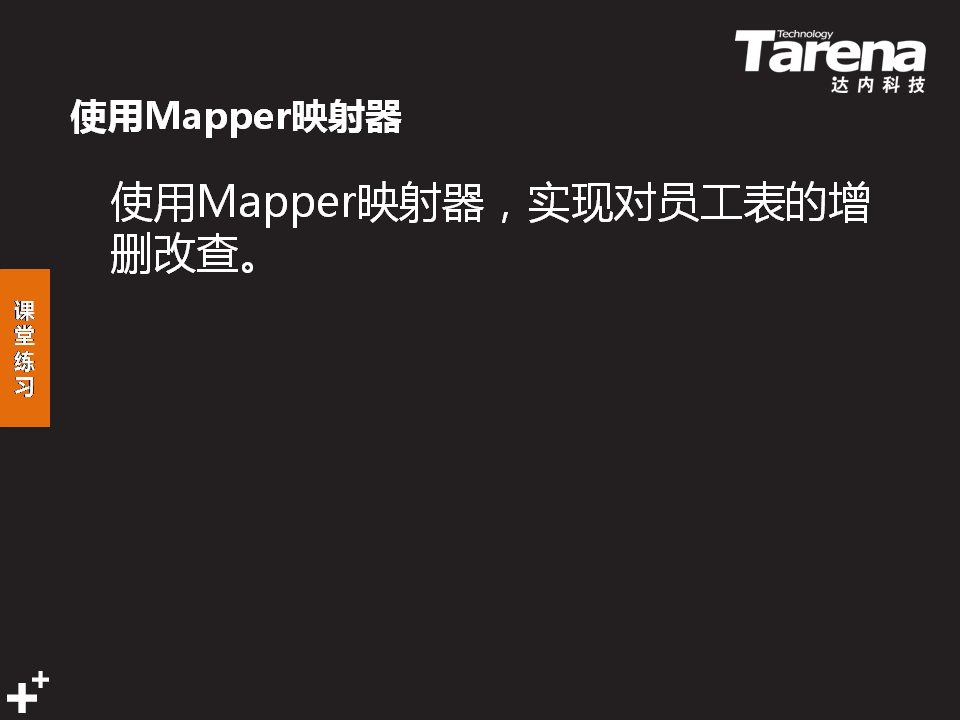 Technology
Tarena
达内科技
使用Mapper映射器
使用Mapper映射器，实现对员工表的增
删改查。
课
堂
练
习